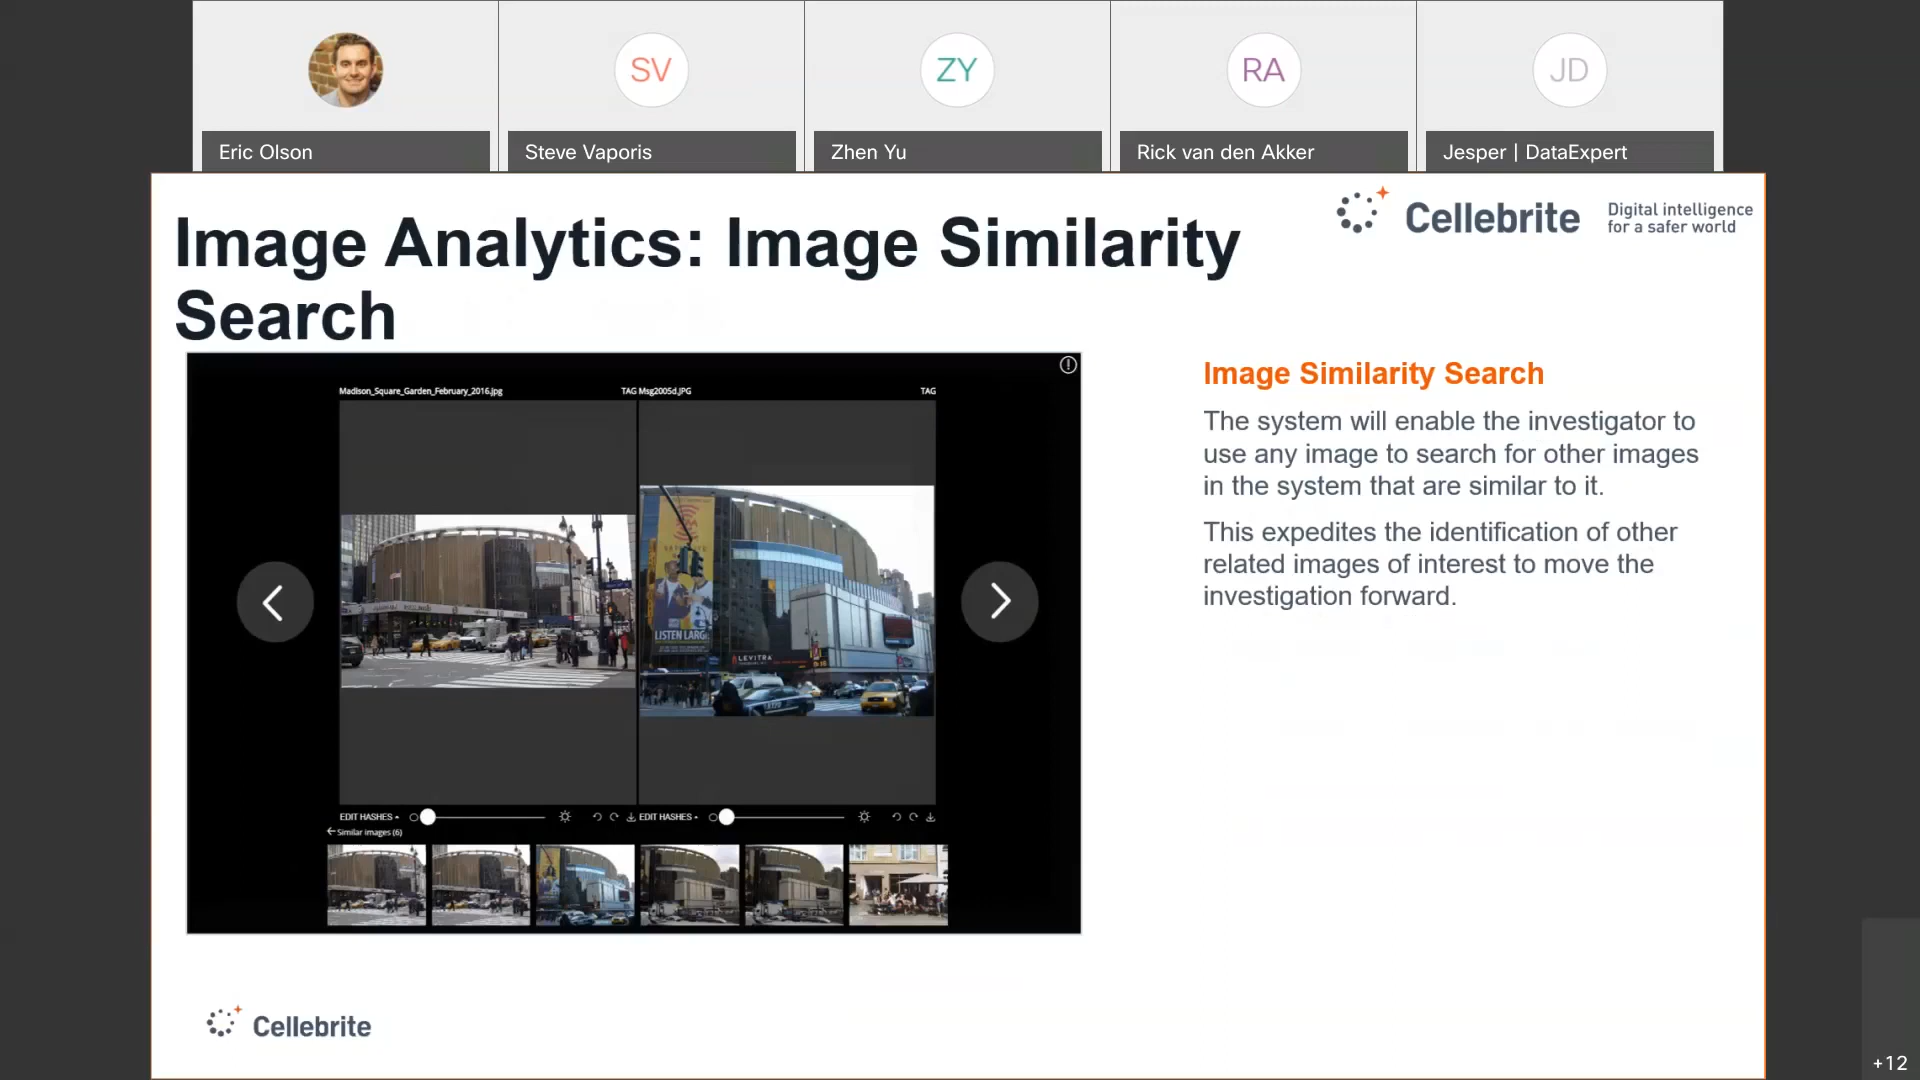 SV
ZY
RA
JD
Eric Olson
Steve Vaporis
Zhen Yu
Rick van den Akker
Jesper | DataExpert
Image Analytics: Image Similarity
Search
Cellebrite
Digital intelligence
for a safer world
Madison_Square_Garden_February_2016.jpg
TAG
Msg2005d.JPG
TAG
LISTEN LARGE
LEVITRA
EDIT HASHES
EDIT HASHES
Similar images (6)
Image Similarity Search
The system will enable the investigator to
use any image to search for other images
in the system that are similar to it.
This expedites the identification of other
related images of interest to move the
investigation forward.
Cellebrite
+12